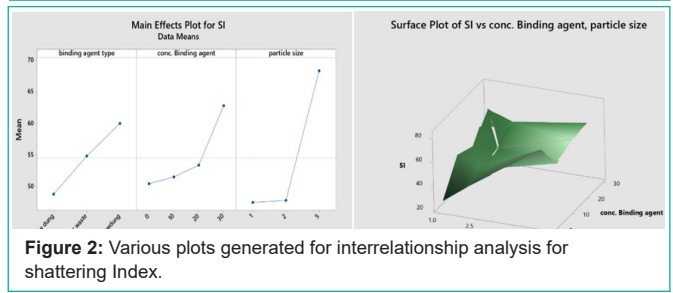 Main Effects Plot for SI
Data Means
binding agent type conc. Binding agent particle size
Mean
70
65
60
55
50
dung
waste
0 10 20 30
1 2 5
Surface Plot of SI vs conc. Binding agent, particle size
SI
80
60
40
20
1.0
2.5
10
20
30
conc. Binding agent
Figure 2: Various plots generated for interrelationship analysis for
shattering Index.